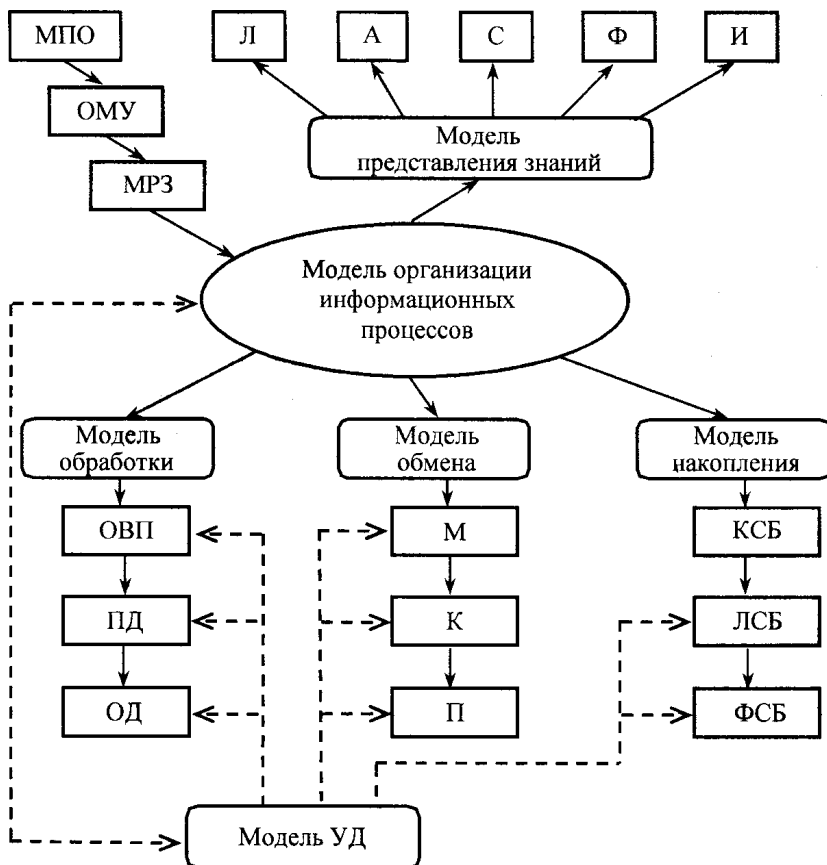 МПО
Л
А
С
Ф
И
ОМУ
МРЗ
Модель
представления знаний
Модель организации
информационных
процессов
Модель
обработки
Модель
обмена
Модель
накопления
ОВП
М
КСБ
ПД
К
ЛСБ
ОД
П
ФСБ
Модель УД